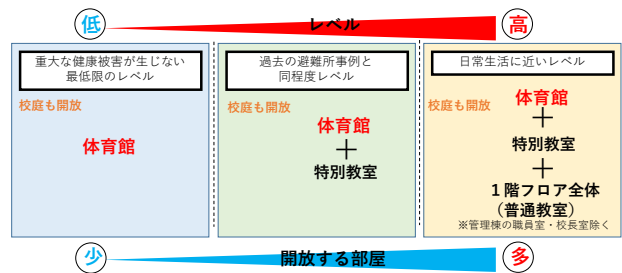 低 レベル 高
重大な健康被害が生じない
最低限のレベル
校庭も開放
体育館
過去の避難所事例と
同程度レベル
校庭も開放
体育館
＋
特別教室
日常生活に近いレベル
校庭も開放
体育館
＋
特別教室
＋
１階フロア全体
（普通教室）
※管理棟の職員室・校長室除く
少 開放する部屋 多